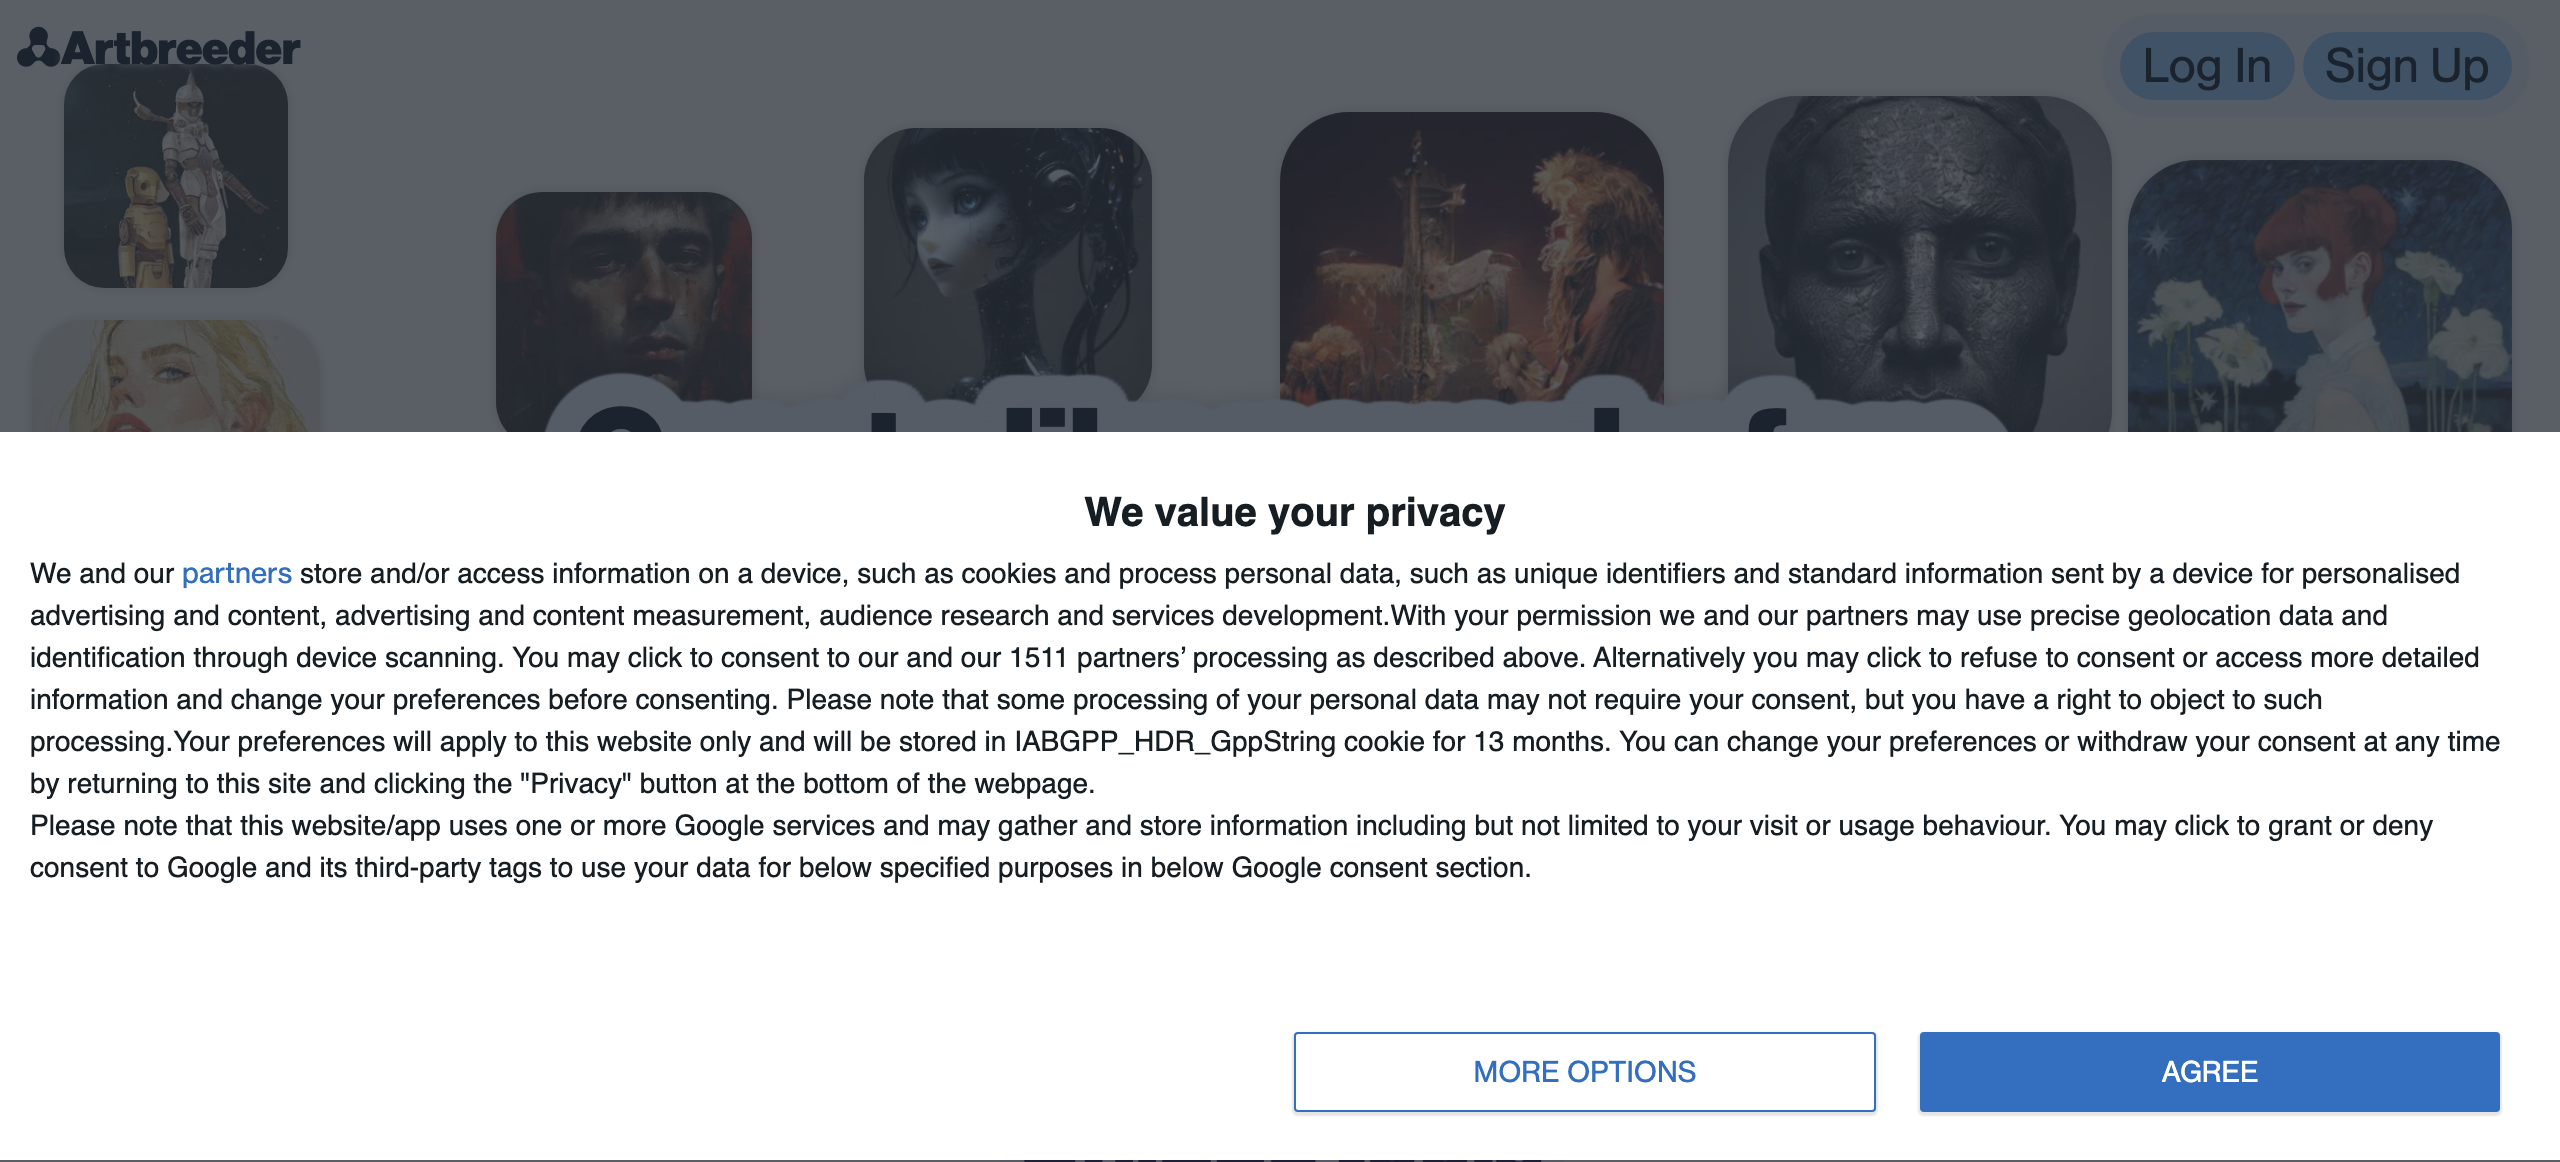 Artbreeder
Log In
Sign Up
We value your privacy
We and our partners store and/or access information on a device, such as cookies and process personal data, such as unique identifiers and standard information sent by a device for personalised
advertising and content, advertising and content measurement, audience research and services development.With your permission we and our partners may use precise geolocation data and
identification through device scanning. You may click to consent to our and our 1511 partners’ processing as described above. Alternatively you may click to refuse to consent or access more detailed
information and change your preferences before consenting. Please note that some processing of your personal data may not require your consent, but you have a right to object to such
processing.Your preferences will apply to this website only and will be stored in IABGPP_HDR_GppString cookie for 13 months. You can change your preferences or withdraw your consent at any time
by returning to this site and clicking the "Privacy" button at the bottom of the webpage.
Please note that this website/app uses one or more Google services and may gather and store information including but not limited to your visit or usage behaviour. You may click to grant or deny
consent to Google and its third-party tags to use your data for below specified purposes in below Google consent section.
MORE OPTIONS
AGREE